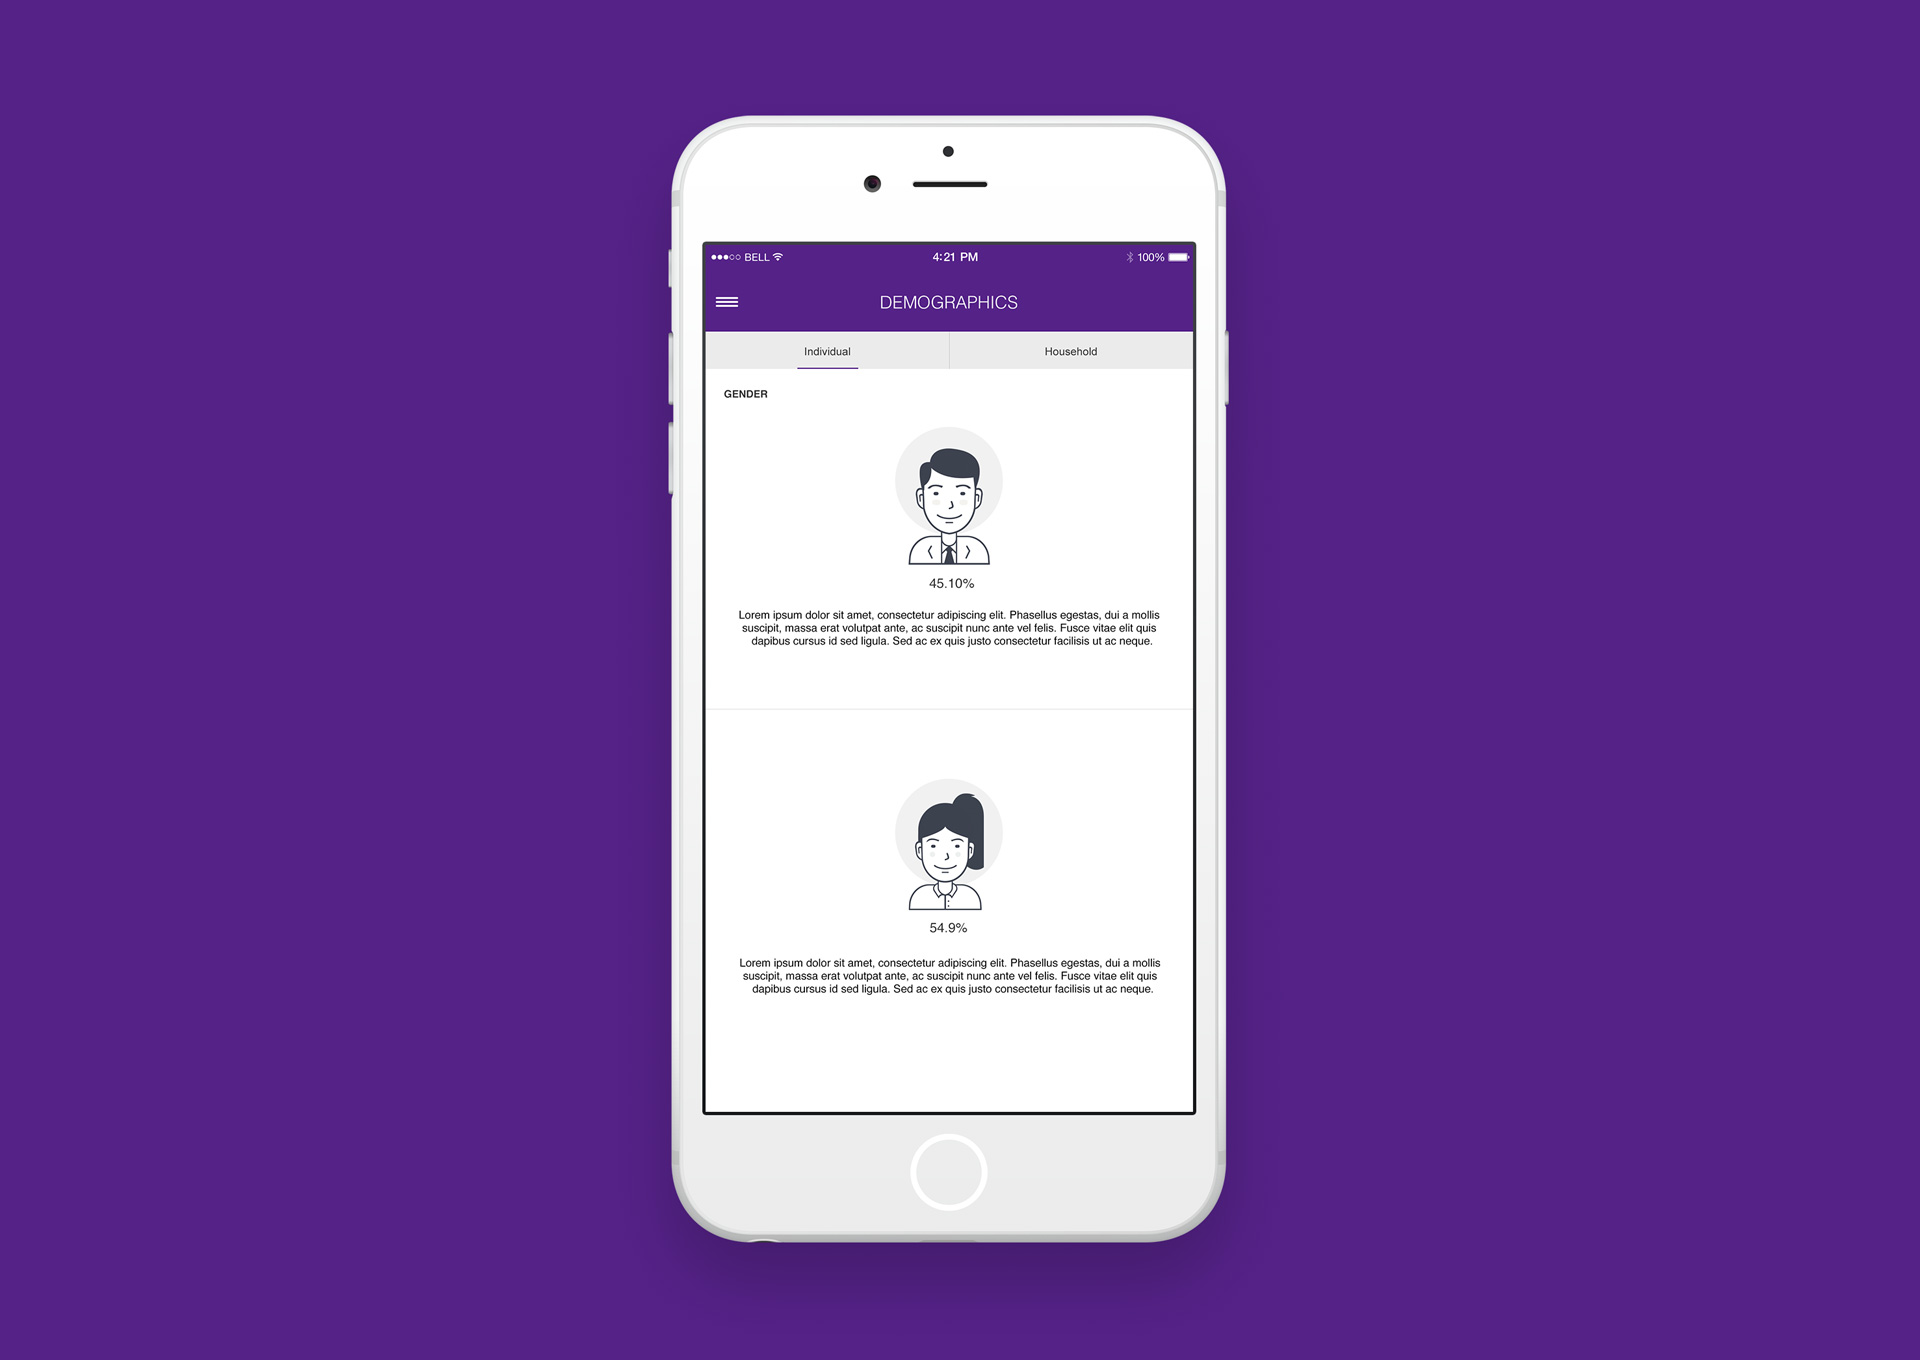 BELL 4:21 PM 100%
DEMOGRAPHICS
Individual Household
GENDER
45.10%
Lorem ipsum dolor sit amet, consectetur adipiscing elit. Phasellus egestas, dui a mollis
suscipit, massa erat volutpat ante, ac suscipit nunc ante vel felis. Fusce vitae elit quis
dapibus cursus id sed ligula. Sed ac ex quis justo consectetur facilisis ut ac neque.
54.9%
Lorem ipsum dolor sit amet, consectetur adipiscing elit. Phasellus egestas, dui a mollis
suscipit, massa erat volutpat ante, ac suscipit nunc ante vel felis. Fusce vitae elit quis
dapibus cursus id sed ligula. Sed ac ex quis justo consectetur facilisis ut ac neque.